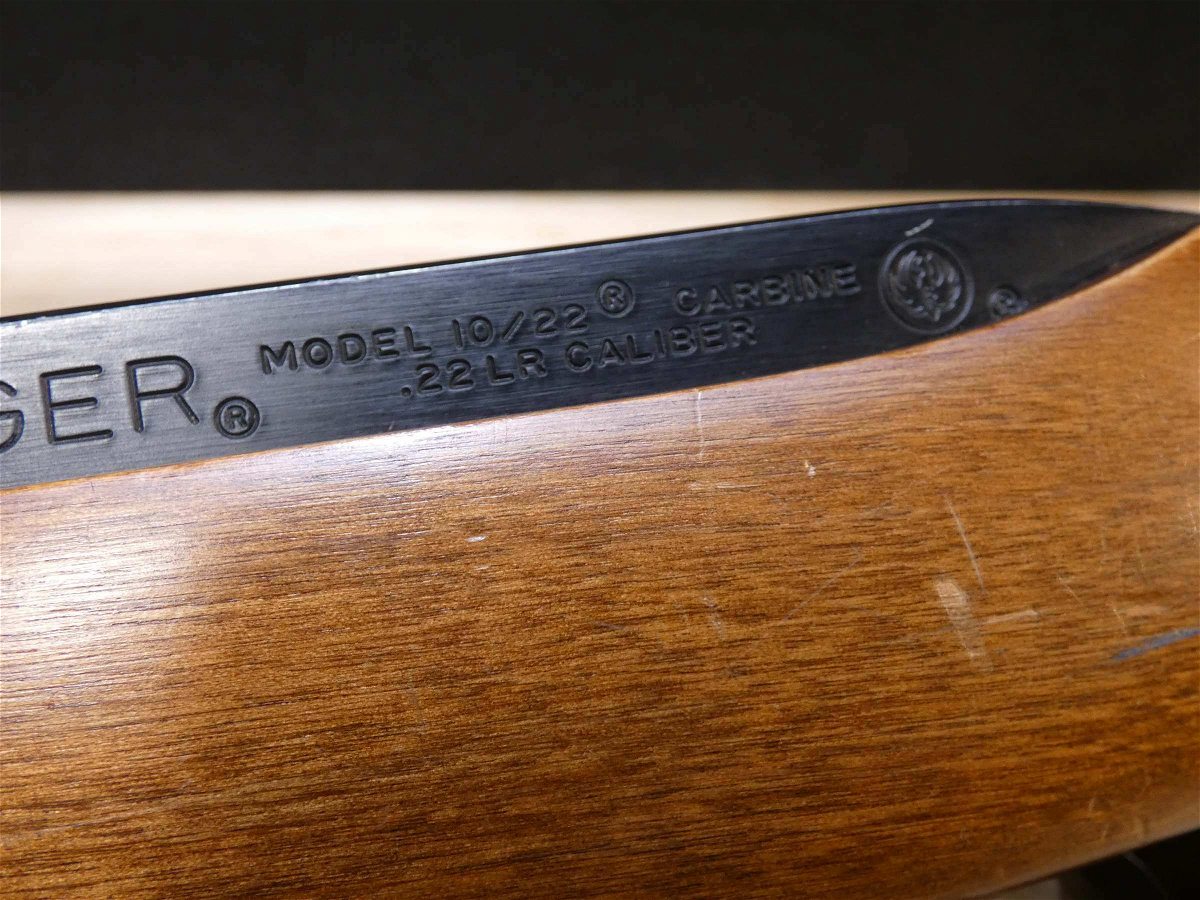 GER®
MODEL 10/22® CARBINE
.22 LR CALIBER
®